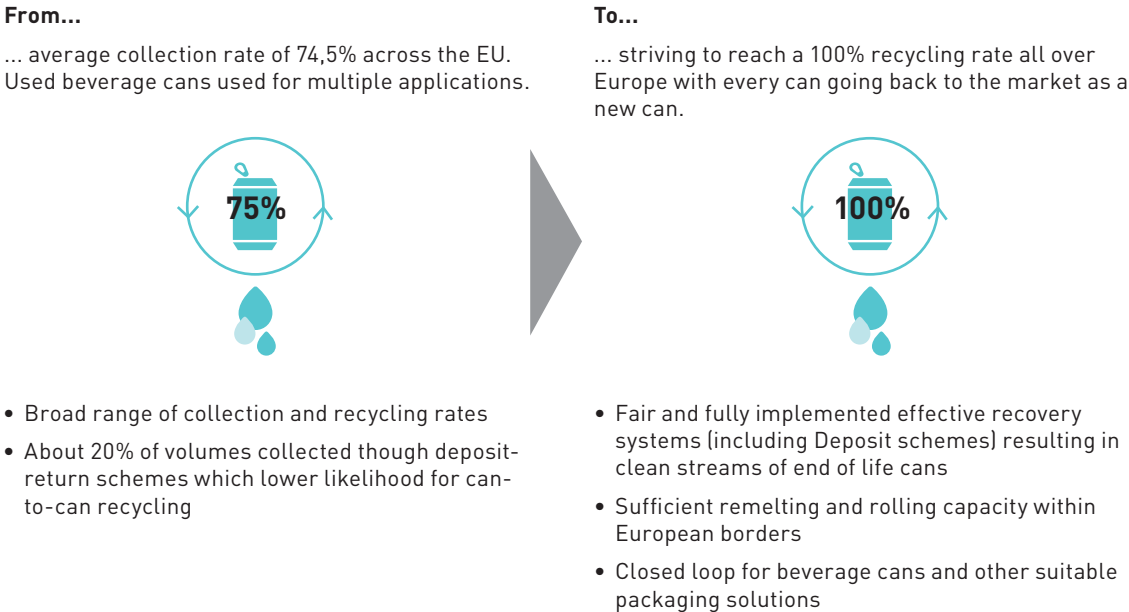 From...
... average collection rate of 74,5% across the EU.
Used beverage cans used for multiple applications.
75%
• Broad range of collection and recycling rates
• About 20% of volumes collected though deposit-
return schemes which lower likelihood for can-
to-can recycling
To...
... striving to reach a 100% recycling rate all over
Europe with every can going back to the market as a
new can.
100%
• Fair and fully implemented effective recovery
systems (including Deposit schemes) resulting in
clean streams of end of life cans
• Sufficient remelting and rolling capacity within
European borders
• Closed loop for beverage cans and other suitable
packaging solutions